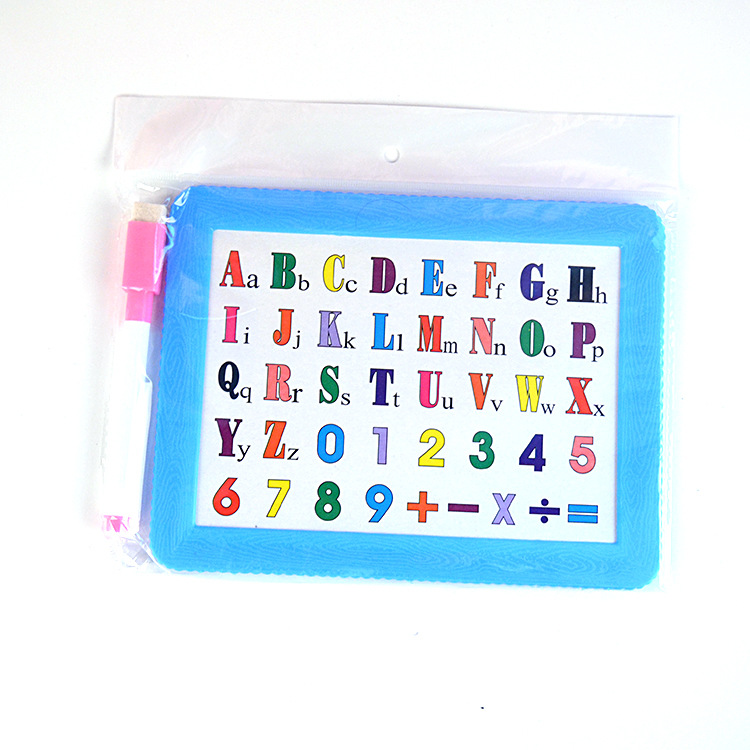 Aa Bb Cc Dd Ee Ff Gg Hh
Ii Jj Kk Ll Mm Nn Oo Pp
Qq Rr Ss Tt Uu Vv Ww Xx
Yy Zz 0 1 2 3 4 5
6 7 8 9 + − x ÷ =